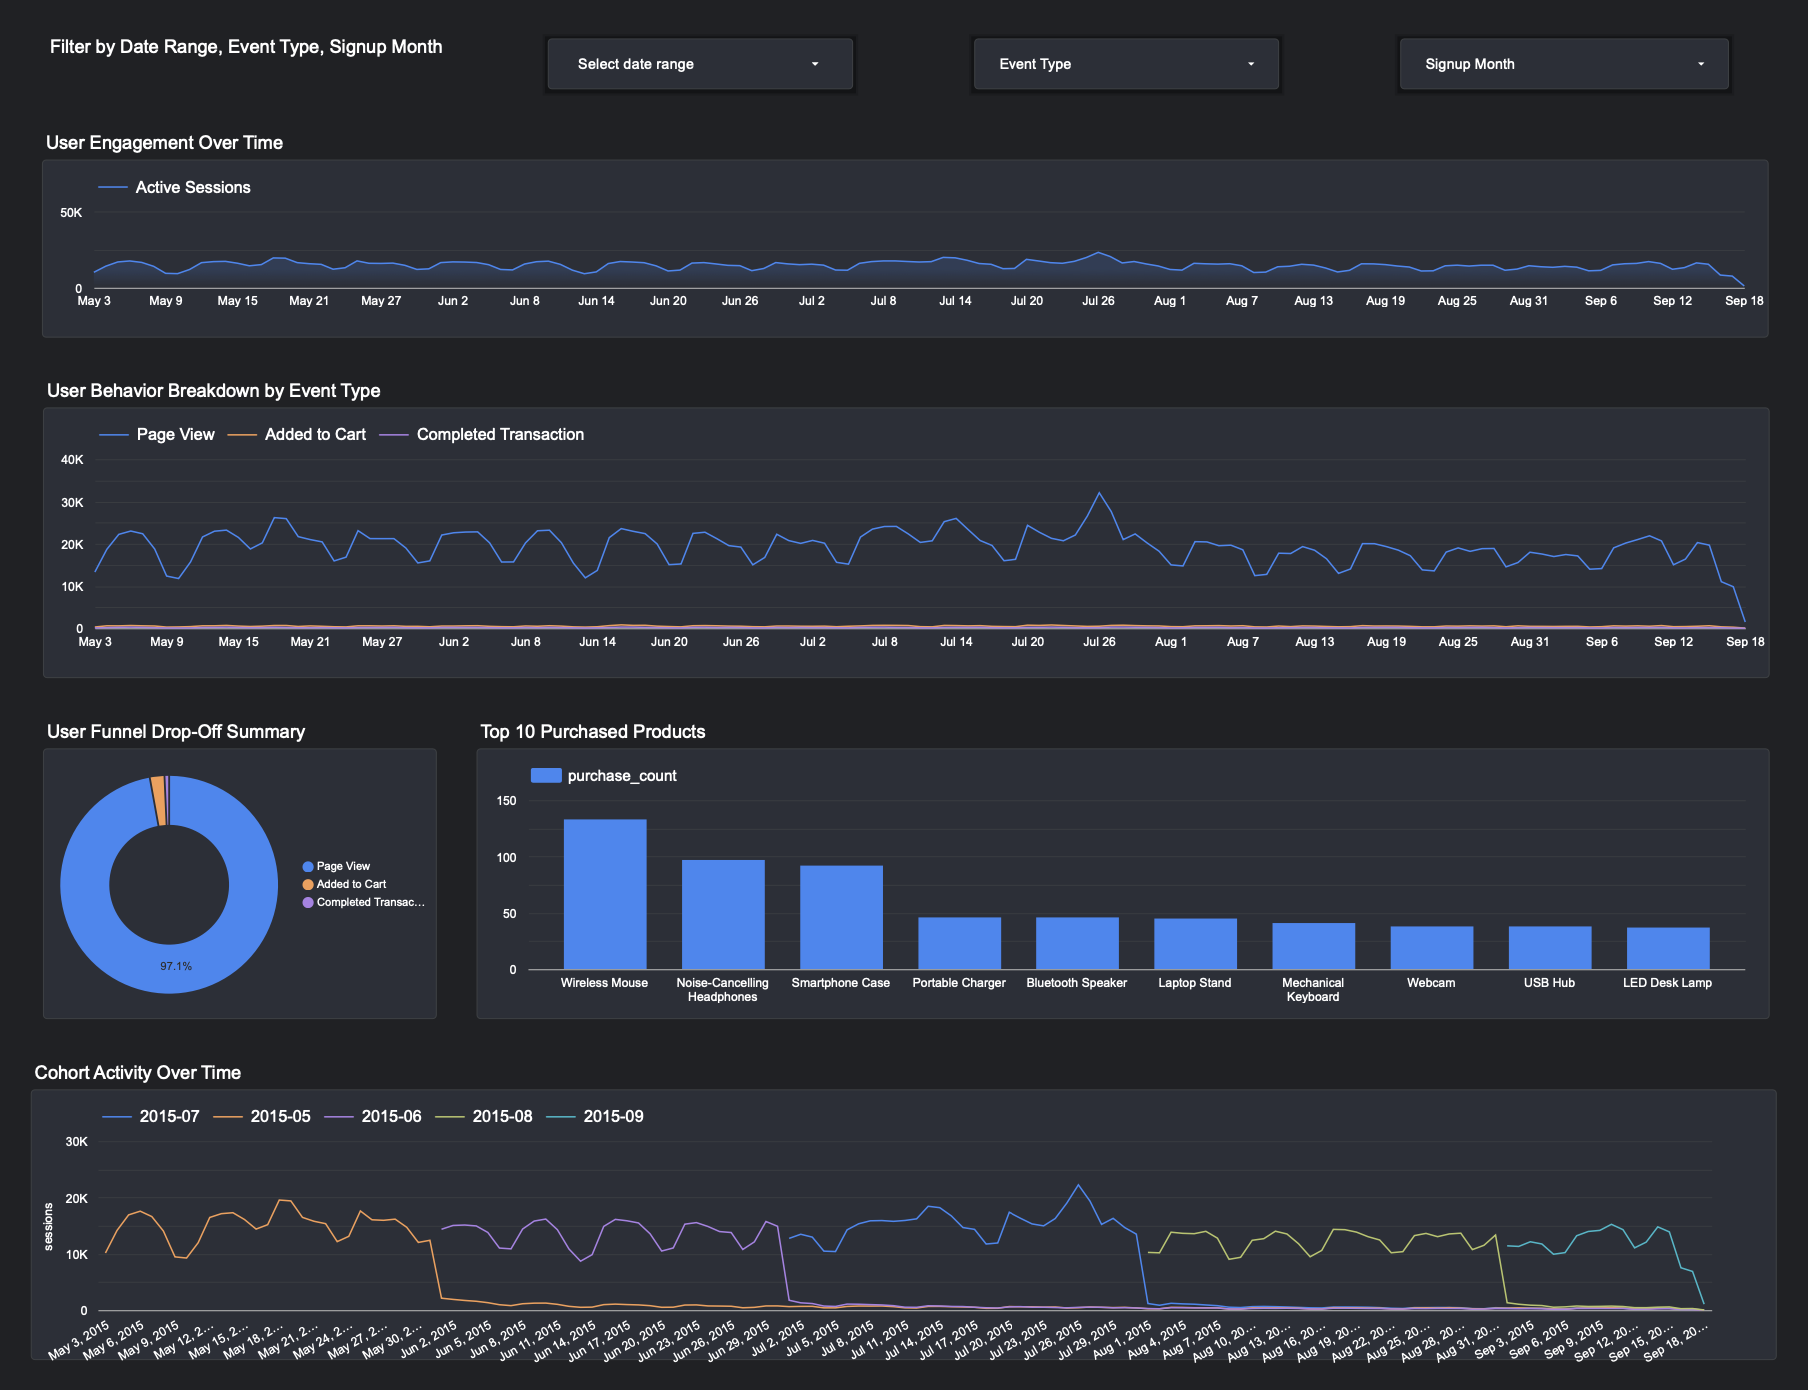 Filter by Date Range, Event Type, Signup Month
Select date range
Event Type
Signup Month
User Engagement Over Time
Active Sessions
50K
0
May 3 May 9 May 15 May 21 May 27 Jun 2 Jun 8 Jun 14 Jun 20 Jun 26 Jul 2 Jul 8 Jul 14 Jul 20 Jul 26 Aug 1 Aug 7 Aug 13 Aug 19 Aug 25 Aug 31 Sep 6 Sep 12 Sep 18
User Behavior Breakdown by Event Type
Page View Added to Cart Completed Transaction
40K
30K
20K
10K
0
May 3 May 9 May 15 May 21 May 27 Jun 2 Jun 8 Jun 14 Jun 20 Jun 26 Jul 2 Jul 8 Jul 14 Jul 20 Jul 26 Aug 1 Aug 7 Aug 13 Aug 19 Aug 25 Aug 31 Sep 6 Sep 12 Sep 18
User Funnel Drop-Off Summary
Page View
Added to Cart
Completed Transac...
97.1%
Top 10 Purchased Products
purchase_count
150
100
50
0
Wireless Mouse
Noise-Cancelling
Headphones
Smartphone Case
Portable Charger
Bluetooth Speaker
Laptop Stand
Mechanical
Keyboard
Webcam
USB Hub
LED Desk Lamp
Cohort Activity Over Time
2015-07 2015-05 2015-06 2015-08 2015-09
30K
20K
10K
0
sessions
May 3, 2015
May 6, 2015
May 9, 2015
May 12, 2...
May 15, 2...
May 18, 2...
May 21, 2...
May 24, 2...
May 27, 2...
May 30, 2...
Jun 2, 2015
Jun 5, 2015
Jun 8, 2015
Jun 11, 2015
Jun 14, 2015
Jun 17, 2015
Jun 20, 2015
Jun 23, 2015
Jun 26, 2015
Jun 29, 2015
Jul 2, 2015
Jul 5, 2015
Jul 8, 2015
Jul 11, 2015
Jul 14, 2015
Jul 17, 2015
Jul 20, 2015
Jul 23, 2015
Jul 26, 2015
Jul 29, 2015
Aug 1, 2015
Aug 4, 2015
Aug 7, 2015
Aug 10, 20...
Aug 13, 20...
Aug 16, 20...
Aug 19, 20...
Aug 22, 20...
Aug 25, 20...
Aug 28, 20...
Aug 31, 20...
Sep 3, 2015
Sep 6, 2015
Sep 9, 2015
Sep 12, 20...
Sep 15, 20...
Sep 18, 20...